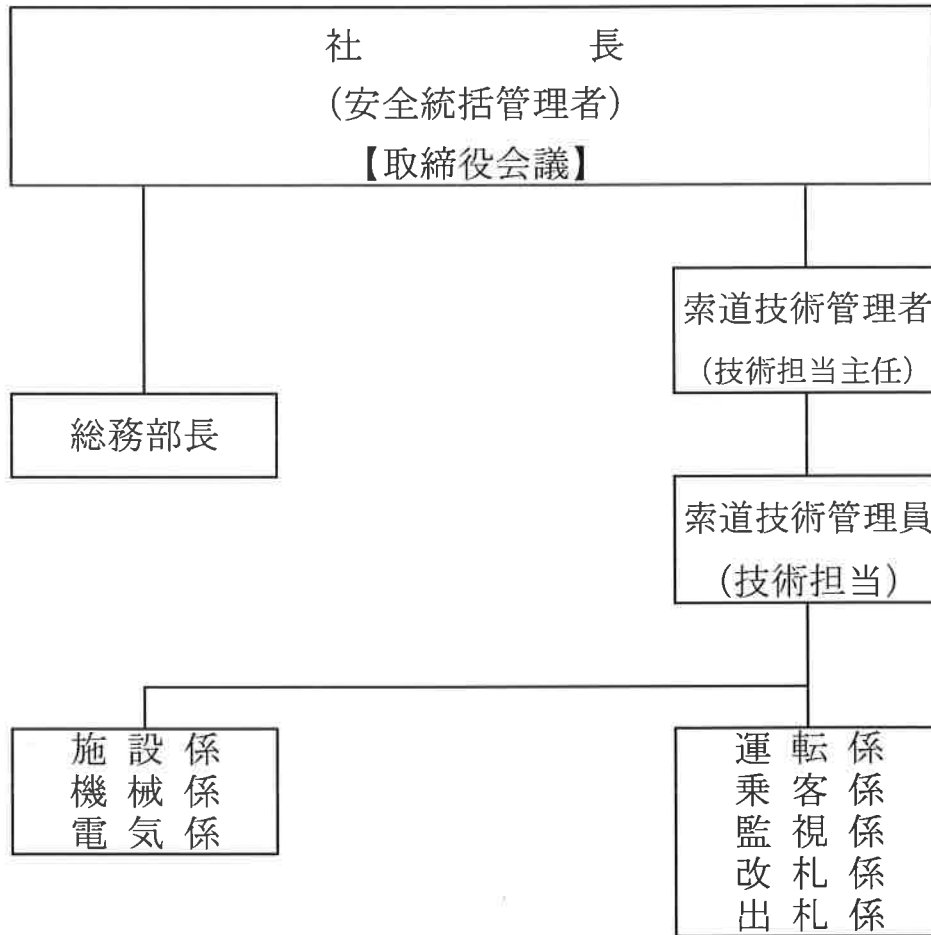 社長
（安全統括管理者）
【取締役会議】
索道技術管理者
（技術担当主任）
総務部長
索道技術管理員
（技術担当）
施設係
機械係
電気係
運転係
乗客係
監視係
改札係
出札係